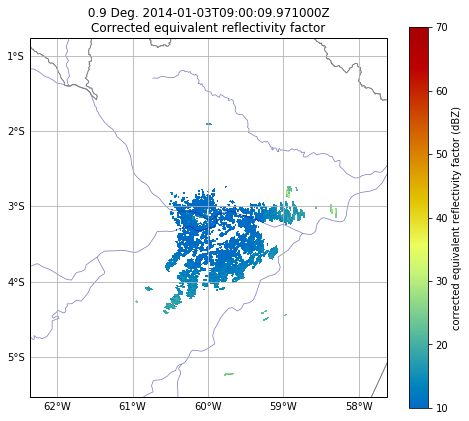 0.9 Deg. 2014-01-03T09:00:09.971000Z
Corrected equivalent reflectivity factor
1°S
2°S
3°S
4°S
5°S
62°W
61°W
60°W
59°W
58°W
70
60
50
40
30
20
10
corrected equivalent reflectivity factor (dBZ)